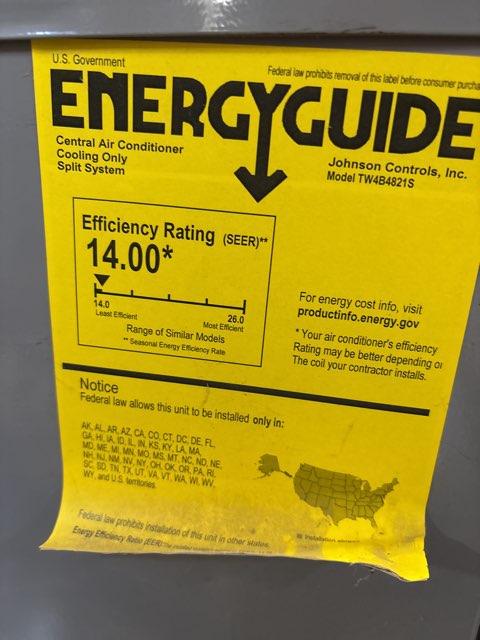 U.S. Government
Federal law prohibits removal of this label before consumer purcha
ENERGYGUIDE
Central Air Conditioner
Cooling Only
Split System
Johnson Controls, Inc.
Model TW4B4821S
Efficiency Rating (SEER)**
14.00*
14.0
Least Efficient
26.0
Most Efficient
Range of Similar Models
** Seasonal Energy Efficiency Rate
For energy cost info, visit
productinfo.energy.gov
* Your air conditioner's efficiency
Rating may be better depending or
The coil your contractor installs.
Notice
Federal law allows this unit to be installed only in:
AK, AL, AR, AZ, CA, CO, CT, DC, DE, FL,
GA, HI, IA, ID, IL, IN, KS, KY, LA, MA,
MD, ME, MI, MN, MO, MS, MT, NC, ND, NE,
NH, NJ, NM, NV, NY, OH, OK, OR, PA, RI,
SC, SD, TN, TX, UT, VA, VT, WA, WI, WV,
WY, and U.S. territories.
Federal law prohibits installation of this unit in other states.
Energy Efficiency Ratio (EER)
Installation